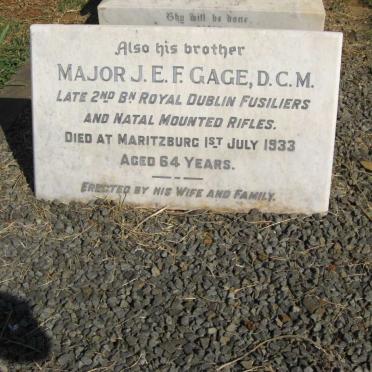 Thy will be done.
Also his brother
MAJOR J.E.F. GAGE, D.C.M.
LATE 2ND BN ROYAL DUBLIN FUSILIERS
AND NATAL MOUNTED RIFLES.
DIED AT MARITZBURG 1ST JULY 1933
AGED 64 YEARS.
ERECTED BY HIS WIFE AND FAMILY.